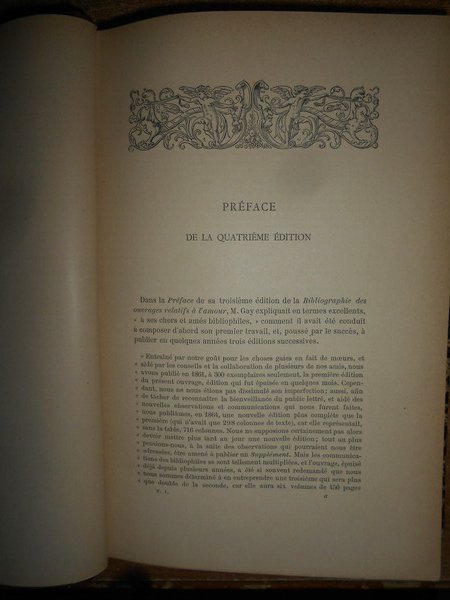 PRÉFACE
DE LA QUATRIÈME ÉDITION
Dans la Préface de sa troisième édition de la Bibliographie des
ouvrages relatifs à l'amour, M. Gay expliquait en termes excellents,
« à ses chers et amés bibliophiles, » comment il avait été conduit
à composer d'abord son premier travail, et, poussé par le succès, à
publier en quelques années trois éditions successives.
« Entraîné par notre goût pour les choses gaies en fait de mœurs, et
« aidé par les conseils et la collaboration de plusieurs de nos amis, nous
« avons publié en 1861, à 300 exemplaires seulement, la première édition
« du présent ouvrage, édition qui fut épuisée en quelques mois. Cepen-
« dant, nous ne nous étions pas dissimulé son imperfection; aussi, afin
« de tâcher de reconnaître la bienveillance du public lettré, et aidé des
« nouvelles observations et communications qui nous furent faites,
« nous publiâmes, en 1864, une nouvelle édition plus complète que la
« première (qui n'avait que 298 colonnes de texte), car elle représentait,
« sans la table, 716 colonnes. Nous ne supposions certainement pas alors
« devoir mettre plus tard au jour une nouvelle édition; tout au plus
« pensions-nous, à la suite des observations qui pourraient nous être
« adressées, être amené à publier un Supplément. Mais les communica-
« tions des bibliophiles se sont tellement multipliées, et l'ouvrage, épuisé
« déjà depuis plusieurs années, a été si souvent redemandé que nous
« nous sommes déterminé à en entreprendre une troisième qui sera plus
« que double de la seconde, car elle aura six volumes de pages
T. I. a